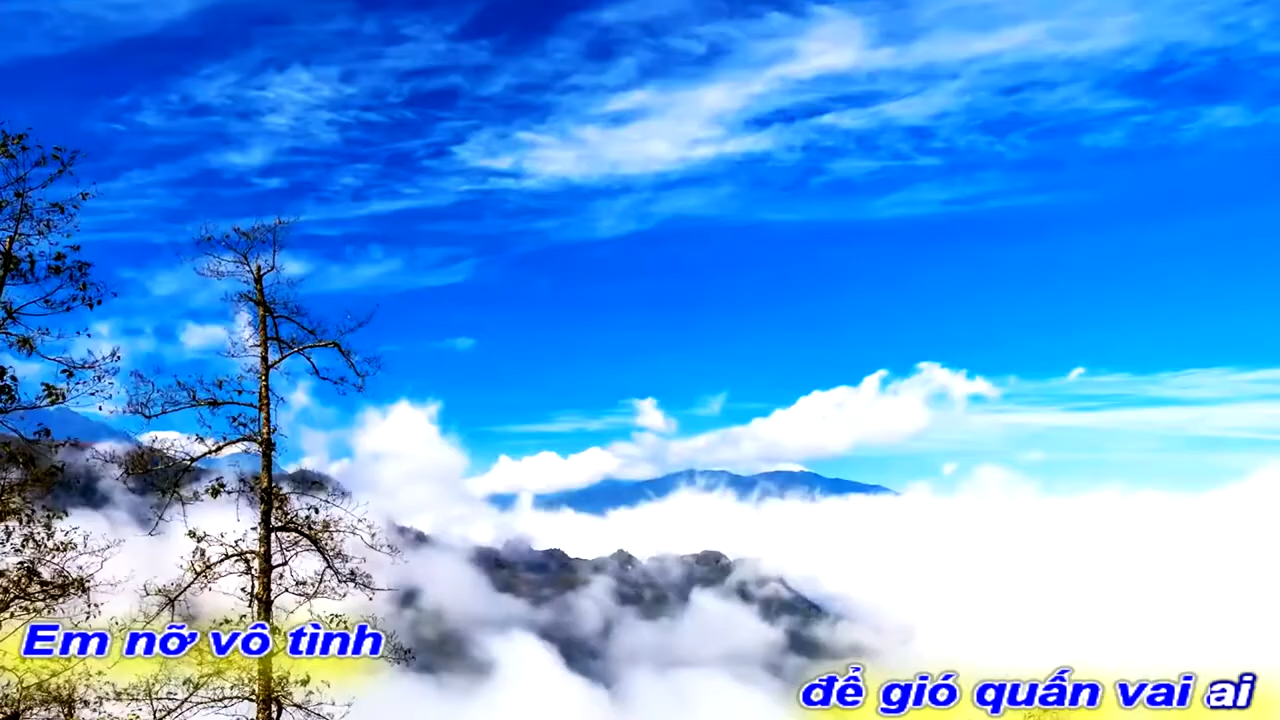 Em nỡ vô tình
để gió quấn vai ai